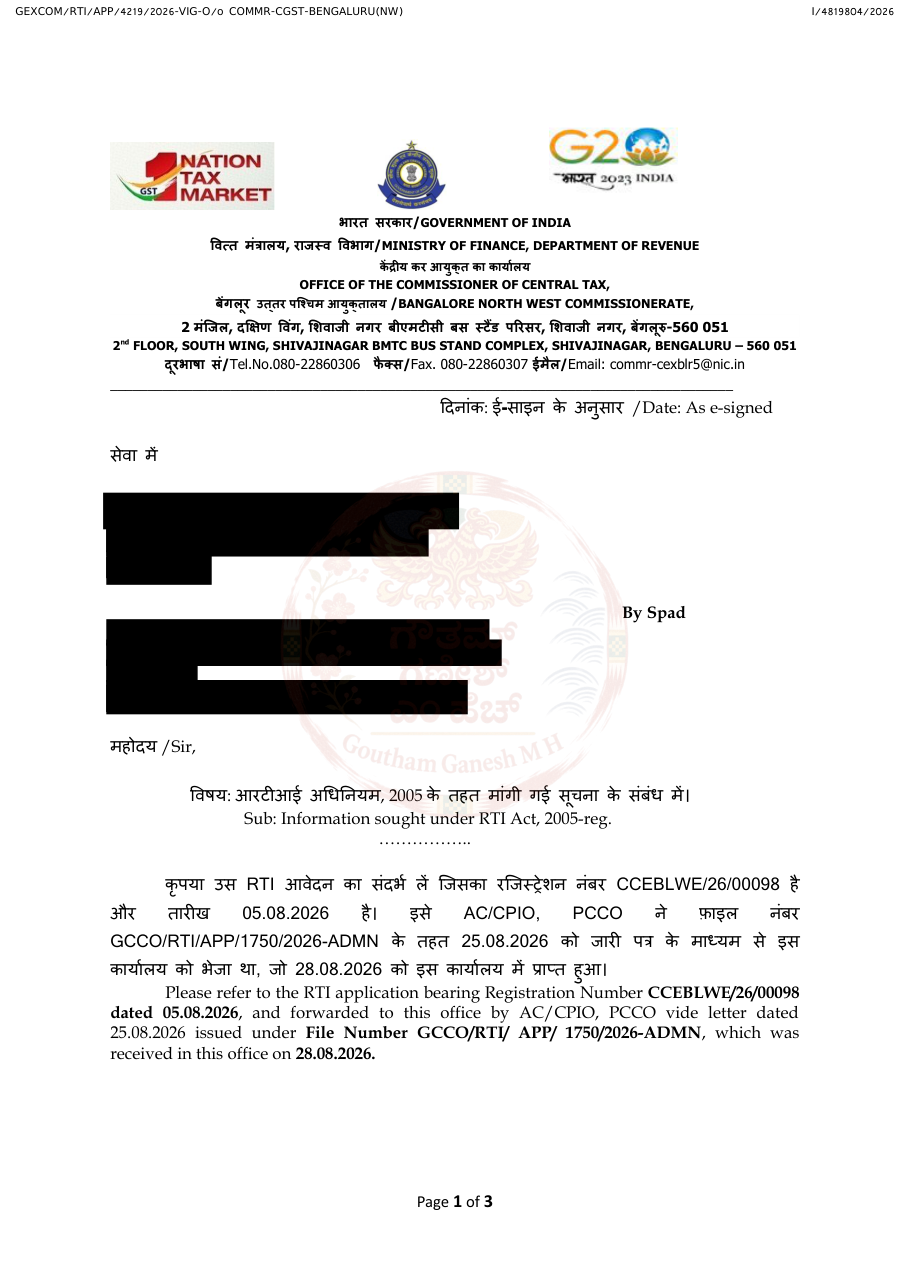 GEXCOM/RTI/APP/4219/2026-VIG-O/o COMMR-CGST-BENGALURU(NW)
I/4819804/2026
1 NATION
TAX
MARKET
GST
G20
भारत 2023 INDIA
भारत सरकार/GOVERNMENT OF INDIA
वित्त मंत्रालय, राजस्व विभाग/MINISTRY OF FINANCE, DEPARTMENT OF REVENUE
केंद्रीय कर आयुक्त का कार्यालय
OFFICE OF THE COMMISSIONER OF CENTRAL TAX,
बेंगलूर उत्तर पश्चिम आयुक्तालय /BANGALORE NORTH WEST COMMISSIONERATE,
2 मंजिल, दक्षिण विंग, शिवाजी नगर बीएमटीसी बस स्टैंड परिसर, शिवाजी नगर, बेंगलूरु-560 051
2nd FLOOR, SOUTH WING, SHIVAJINAGAR BMTC BUS STAND COMPLEX, SHIVAJINAGAR, BENGALURU – 560 051
दूरभाषा सं/Tel.No.080-22860306 फैक्स/Fax. 080-22860307 ईमैल/Email: commr-cexblr5@nic.in
दिनांक: ई-साइन के अनुसार /Date: As e-signed
सेवा में
By Spad
ಗೌತಮ್
ಗಣೇಶ್
ಎಂ ಹೆಚ್
Goutham Ganesh M H
महोदय /Sir,
विषय: आरटीआई अधिनियम, 2005 के तहत मांगी गई सूचना के संबंध में।
Sub: Information sought under RTI Act, 2005-reg.
……………..
कृपया उस RTI आवेदन का संदर्भ लें जिसका रजिस्ट्रेशन नंबर CCEBLWE/26/00098 है
और तारीख 05.08.2026 है। इसे AC/CPIO, PCCO ने फ़ाइल नंबर
GCCO/RTI/APP/1750/2026-ADMN के तहत 25.08.2026 को जारी पत्र के माध्यम से इस
कार्यालय को भेजा था, जो 28.08.2026 को इस कार्यालय में प्राप्त हुआ।
Please refer to the RTI application bearing Registration Number CCEBLWE/26/00098
dated 05.08.2026, and forwarded to this office by AC/CPIO, PCCO vide letter dated
25.08.2026 issued under File Number GCCO/RTI/ APP/ 1750/2026-ADMN, which was
received in this office on 28.08.2026.
Page 1 of 3